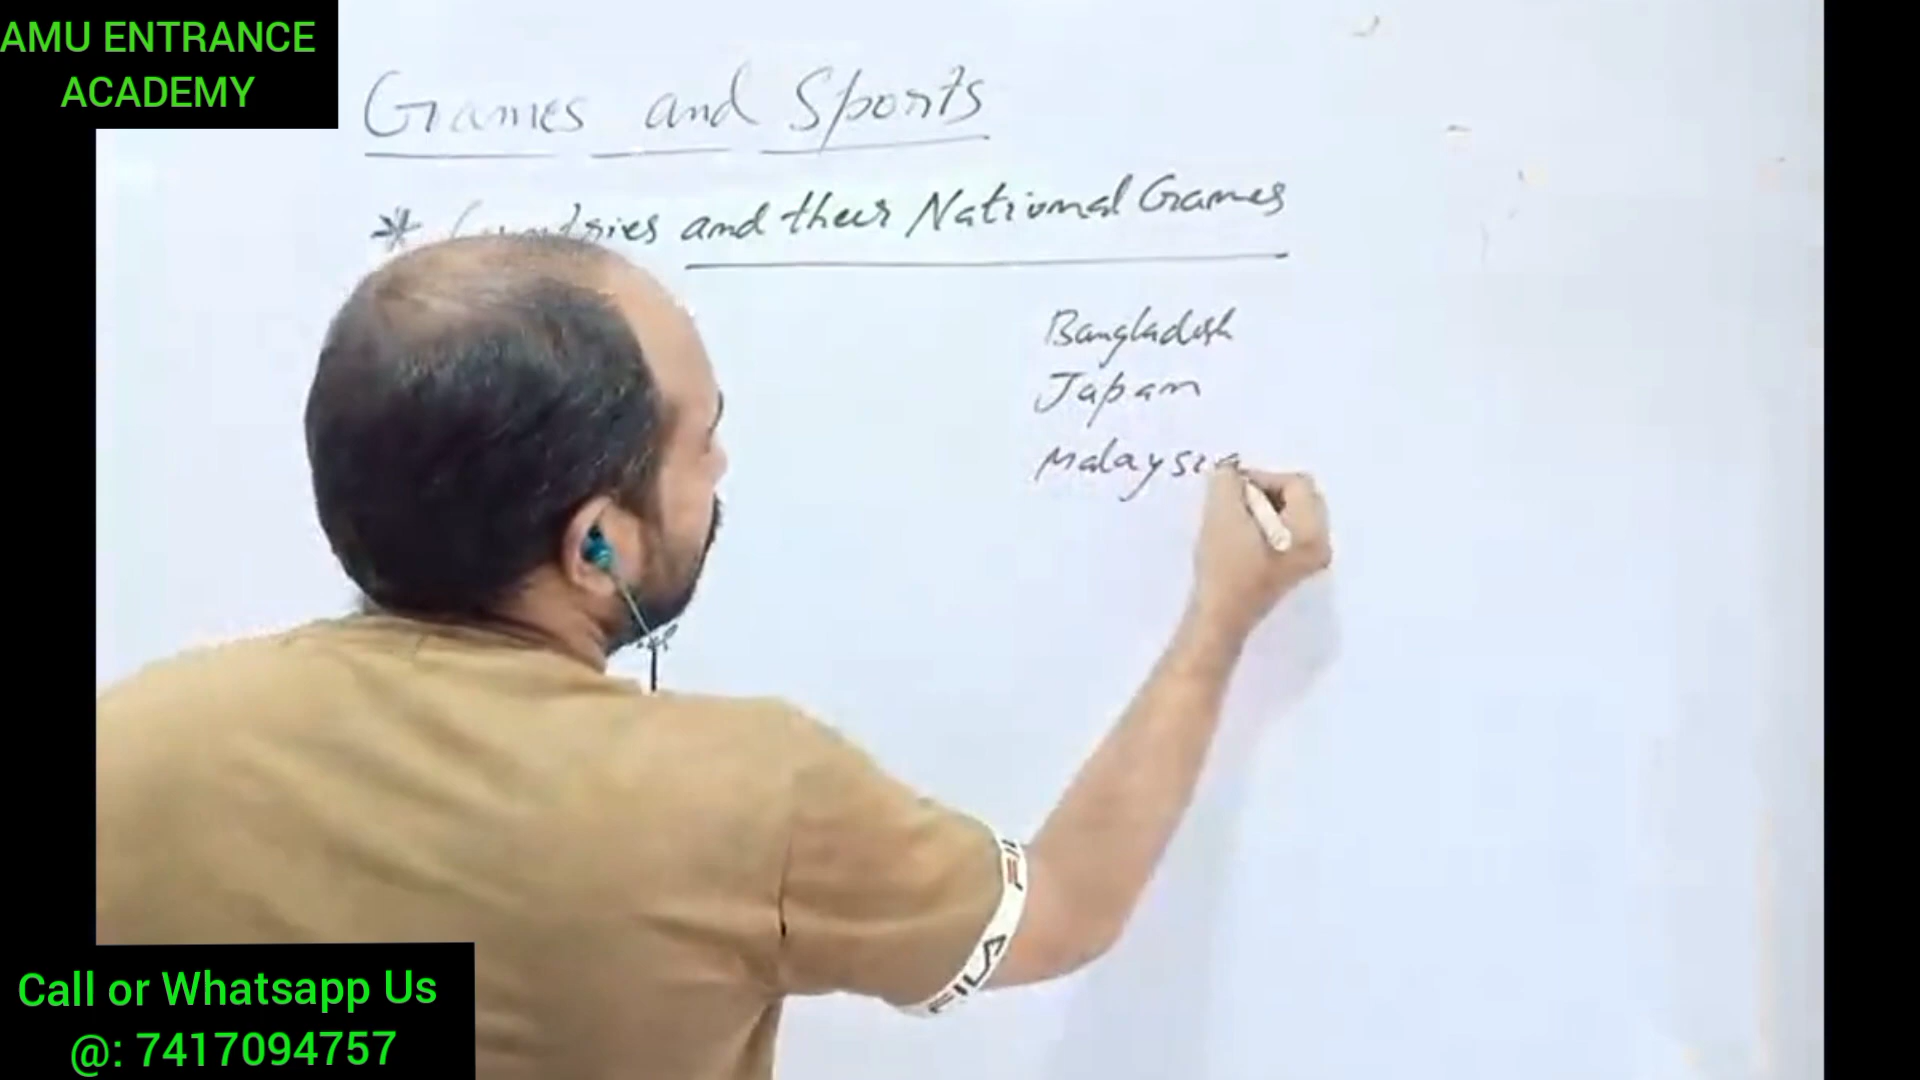 AMU ENTRANCE
ACADEMY
Games and Sports
* Countries and their National Games
Bangladesh
Japan
Malaysia
Call or Whatsapp Us
@: 7417094757